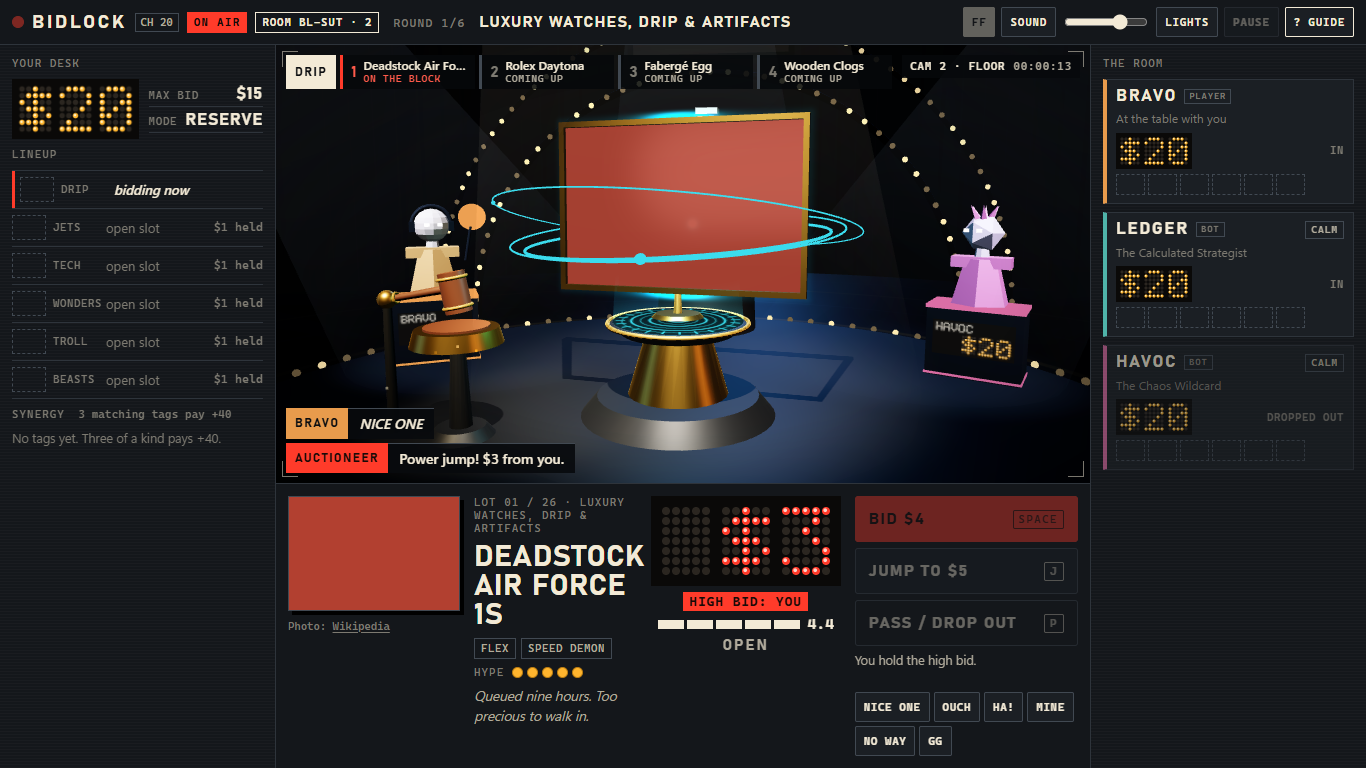 BIDLOCK CH 20 ON AIR ROOM BL-SUT · 2 ROUND 1/6 LUXURY WATCHES, DRIP & ARTIFACTS FF SOUND LIGHTS PAUSE ? GUIDE
YOUR DESK
$20
MAX BID $15
MODE RESERVE
LINEUP
DRIP bidding now
JETS open slot $1 held
TECH open slot $1 held
WONDERS open slot $1 held
TROLL open slot $1 held
BEASTS open slot $1 held
SYNERGY 3 matching tags pay +40
No tags yet. Three of a kind pays +40.
DRIP
1 Deadstock Air Fo...
ON THE BLOCK
2 Rolex Daytona
COMING UP
3 Fabergé Egg
COMING UP
4 Wooden Clogs
COMING UP
CAM 2 · FLOOR 00:00:13
BRAVO
HAVOC
$20
BRAVO NICE ONE
AUCTIONEER Power jump! $3 from you.
Photo: Wikipedia
LOT 01 / 26 · LUXURY
WATCHES, DRIP &
ARTIFACTS
DEADSTOCK
AIR FORCE
1S
FLEX SPEED DEMON
HYPE
Queued nine hours. Too
precious to walk in.
$3
HIGH BID: YOU
4.4
OPEN
BID $4 SPACE
JUMP TO $5 J
PASS / DROP OUT P
You hold the high bid.
NICE ONE OUCH HA! MINE
NO WAY GG
THE ROOM
BRAVO PLAYER
At the table with you
$20 IN
LEDGER BOT CALM
The Calculated Strategist
$20 IN
HAVOC BOT CALM
The Chaos Wildcard
$20 DROPPED OUT